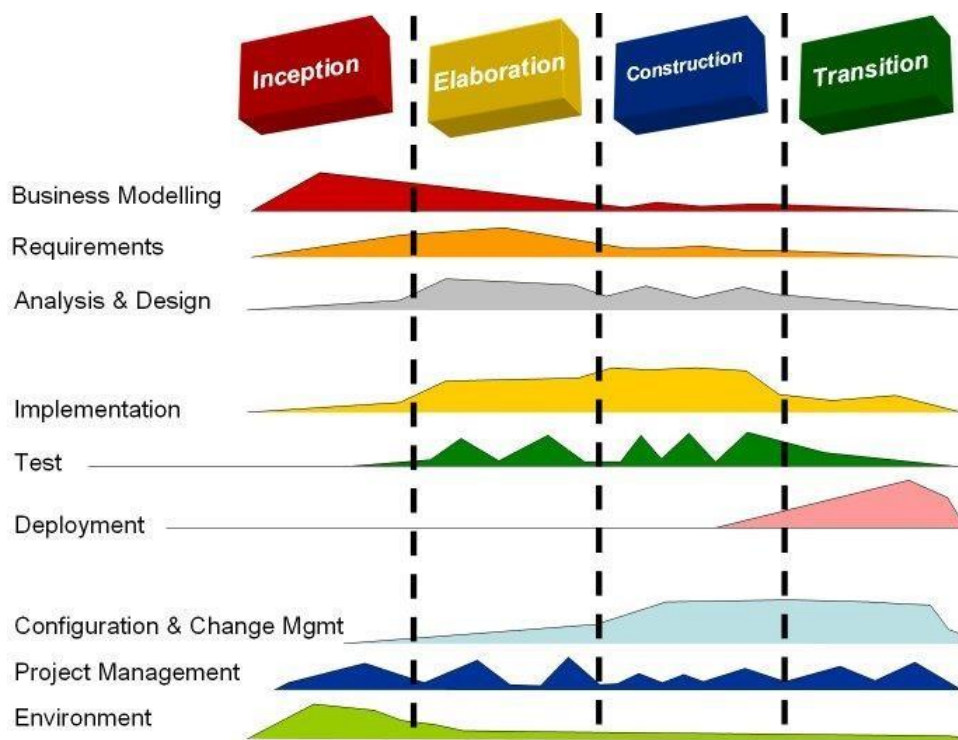 Inception
Elaboration
Construction
Transition
Business Modelling
Requirements
Analysis & Design
Implementation
Test
Deployment
Configuration & Change Mgmt
Project Management
Environment